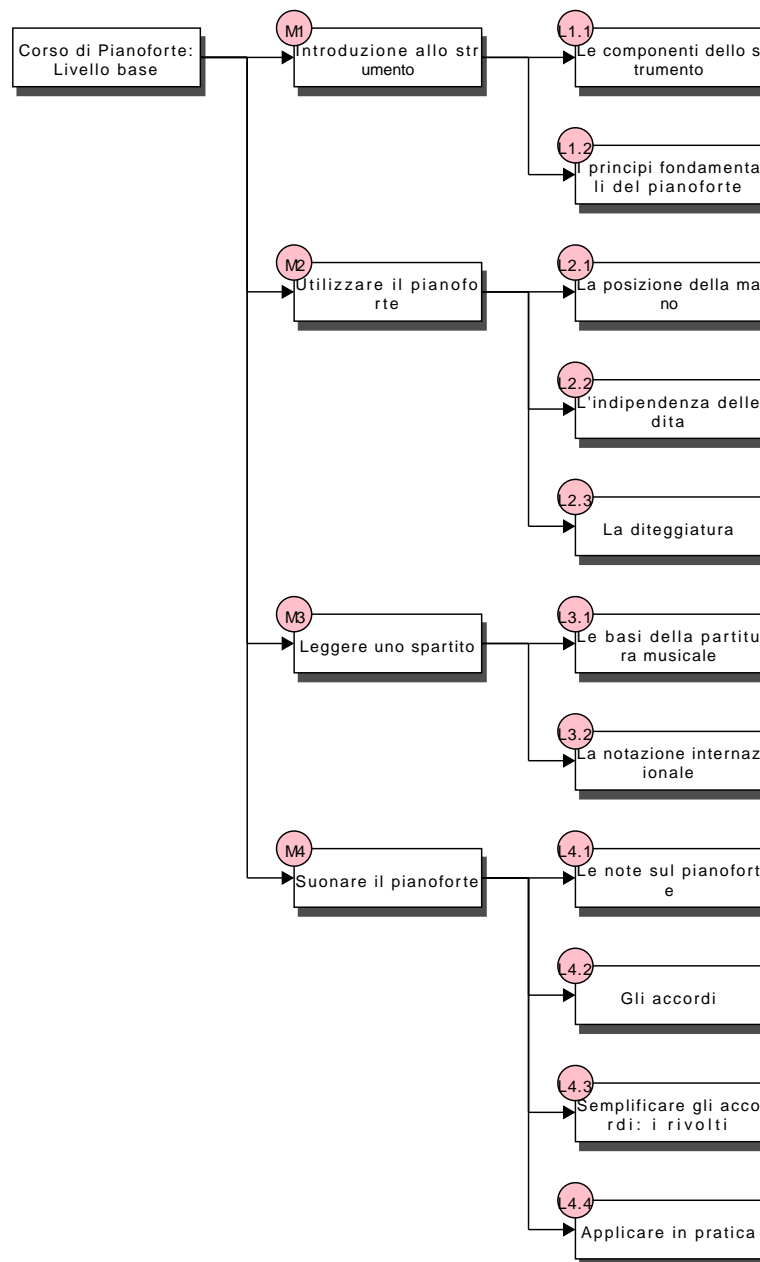 Corso di Pianoforte:
Livello base
M1
Introduzione allo str
umento
L1.1
Le componenti dello s
trumento
L1.2
I principi fondamenta
li del pianoforte
M2
Utilizzare il pianofo
rte
L2.1
La posizione della ma
no
L2.2
L'indipendenza delle
dita
L2.3
La diteggiatura
M3
Leggere uno spartito
L3.1
Le basi della partitu
ra musicale
L3.2
La notazione internaz
ionale
M4
Suonare il pianoforte
L4.1
Le note sul pianofort
e
L4.2
Gli accordi
L4.3
Semplificare gli acco
rdi: i rivolti
L4.4
Applicare in pratica